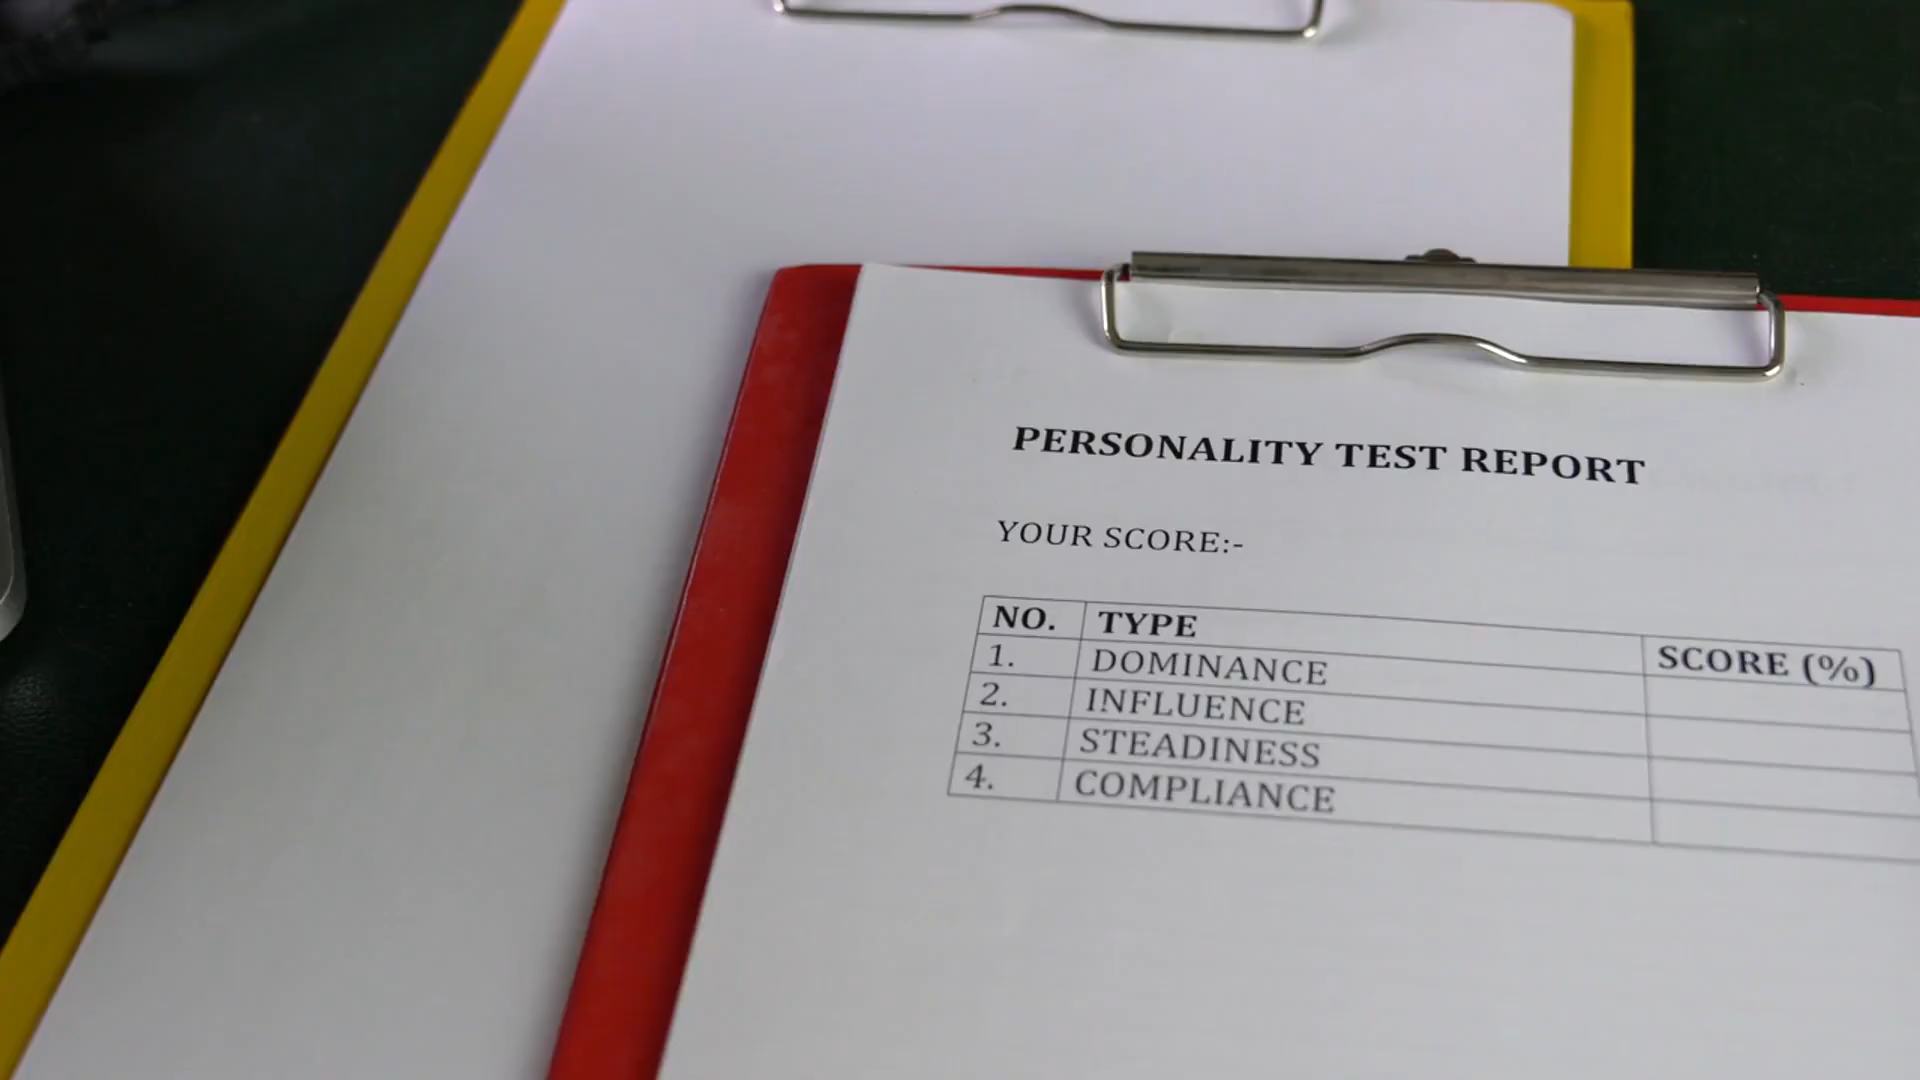 PERSONALITY TEST REPORT
YOUR SCORE:-
NO. TYPE SCORE (%)
1. DOMINANCE
2. INFLUENCE
3. STEADINESS
4. COMPLIANCE